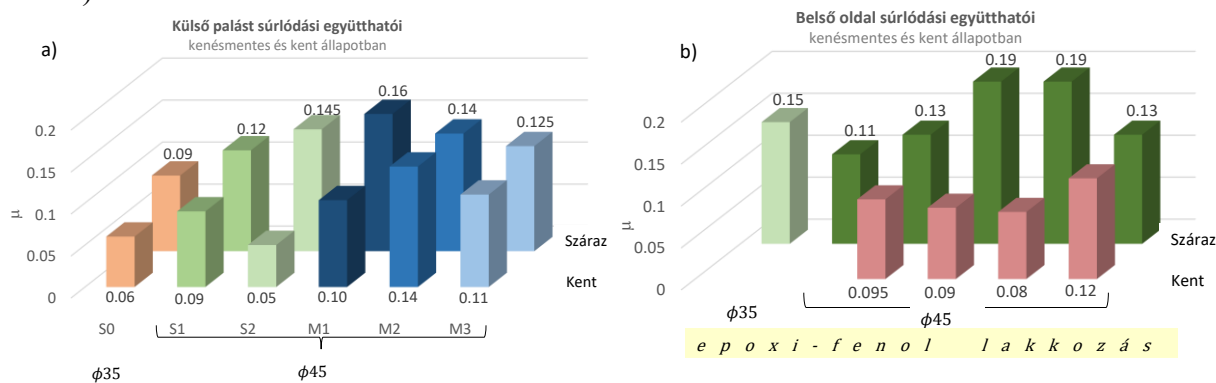 Külső palást súrlódási együtthatói
kenésmentes és kent állapotban
a)
0.2
0.15
0.1
0.05
0
μ
0.09
0.12
0.145
0.16
0.14
0.125
Száraz
Kent
0.06
0.09
0.05
0.10
0.14
0.11
S0 S1 S2 M1 M2 M3
ϕ35 ϕ45
Belső oldal súrlódási együtthatói
kenésmentes és kent állapotban
b)
0.2
0.15
0.1
0.05
0
μ
0.15
0.11
0.13
0.19
0.19
0.13
Száraz
Kent
0.095
0.09
0.08
0.12
ϕ35 ϕ45
epoxi-fenol lakkozás